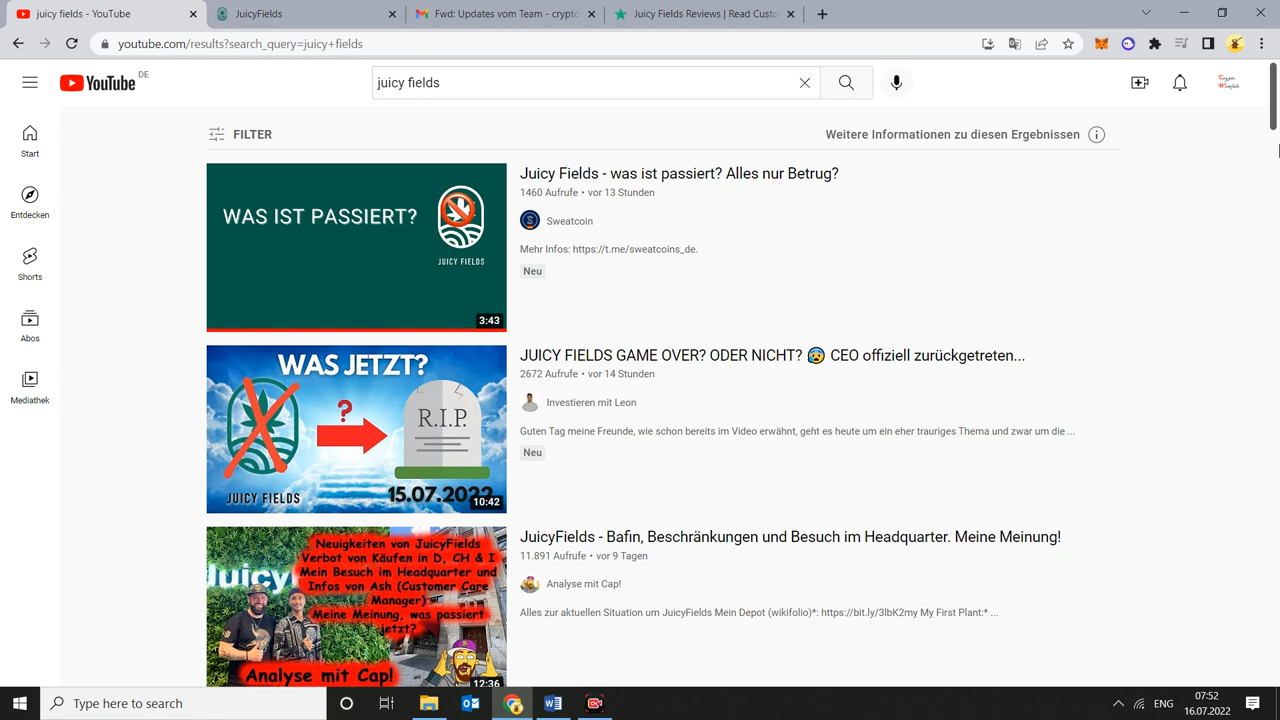 juicy fields - YouTube
JuicyFields
Fwd: Updates vom Team - crypto
Juicy Fields Reviews | Read Custo
youtube.com/results?search_query=juicy+fields
YouTube
DE
juicy fields
Start
Entdecken
Shorts
Abos
Mediathek
FILTER
Weitere Informationen zu diesen Ergebnissen
WAS IST PASSIERT?
JUICY FIELDS
3:43
Juicy Fields - was ist passiert? Alles nur Betrug?
1460 Aufrufe • vor 13 Stunden
Sweatcoin
Mehr Infos: https://t.me/sweatcoins_de.
Neu
WAS JETZT?
?
R.I.P.
JUICY FIELDS
15.07.2022
10:42
JUICY FIELDS GAME OVER? ODER NICHT? 😰 CEO offiziell zurückgetreten...
2672 Aufrufe • vor 14 Stunden
Investieren mit Leon
Guten Tag meine Freunde, wie schon bereits im Video erwähnt, geht es heute um ein eher trauriges Thema und zwar um die ...
Neu
Neuigkeiten von JuicyFields
Verbot von Käufen in D, CH & I
Mein Besuch im Headquarter und
Infos von Ash (Customer Care
Manager)
Meine Meinung, was passiert
jetzt?
Analyse mit Cap!
12:36
JuicyFields - Bafin, Beschränkungen und Besuch im Headquarter. Meine Meinung!
11.891 Aufrufe • vor 9 Tagen
Analyse mit Cap!
Alles zur aktuellen Situation um JuicyFields Mein Depot (wikifolio)*: https://bit.ly/3lbK2my My First Plant:* ...
Type here to search
ENG
07:52
16.07.2022